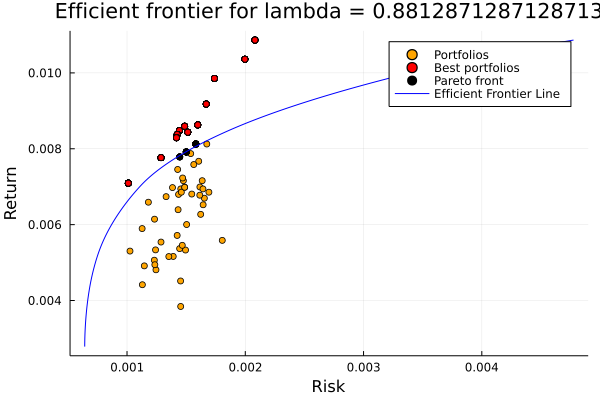 Efficient frontier for lambda = 0.8812871287128713
Portfolios
Best portfolios
Pareto front
Efficient Frontier Line
0.010
0.008
0.006
0.004
Return
0.001
0.002
0.003
0.004
Risk